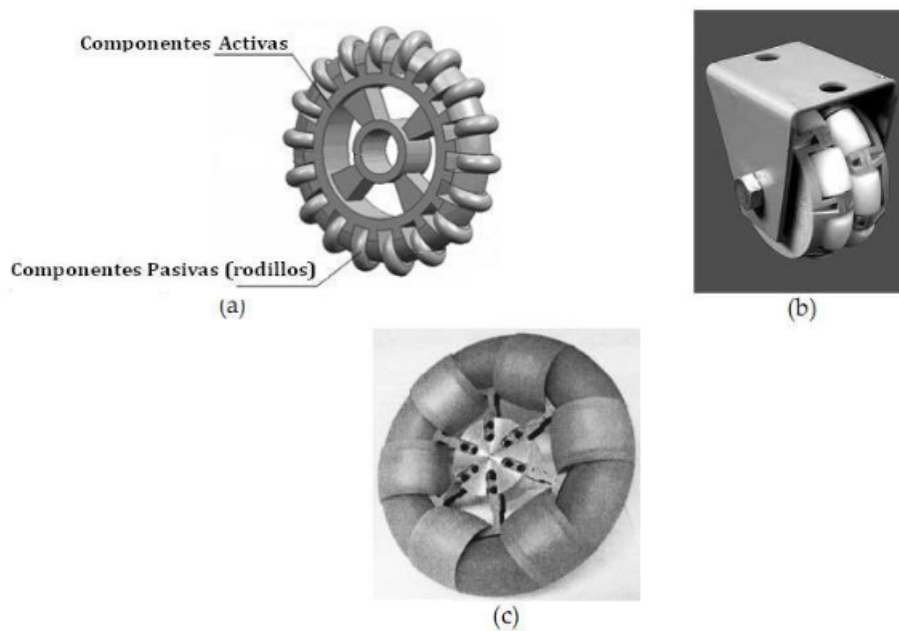 Componentes Activas
Componentes Pasivas (rodillos)
(a)
(b)
(c)